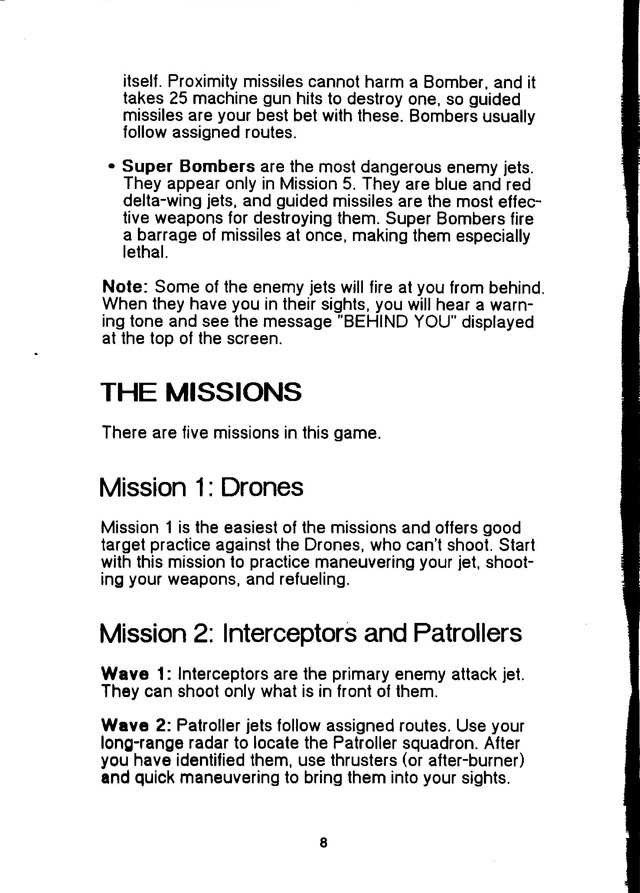 itself. Proximity missiles cannot harm a Bomber, and it
takes 25 machine gun hits to destroy one, so guided
missiles are your best bet with these. Bombers usually
follow assigned routes.
• Super Bombers are the most dangerous enemy jets.
They appear only in Mission 5. They are blue and red
delta-wing jets, and guided missiles are the most effec-
tive weapons for destroying them. Super Bombers fire
a barrage of missiles at once, making them especially
lethal.
Note: Some of the enemy jets will fire at you from behind.
When they have you in their sights, you will hear a warn-
ing tone and see the message "BEHIND YOU" displayed
at the top of the screen.
THE MISSIONS
There are five missions in this game.
Mission 1: Drones
Mission 1 is the easiest of the missions and offers good
target practice against the Drones, who can't shoot. Start
with this mission to practice maneuvering your jet, shoot-
ing your weapons, and refueling.
Mission 2: Interceptors and Patrollers
Wave 1: Interceptors are the primary enemy attack jet.
They can shoot only what is in front of them.
Wave 2: Patroller jets follow assigned routes. Use your
long-range radar to locate the Patroller squadron. After
you have identified them, use thrusters (or after-burner)
and quick maneuvering to bring them into your sights.
8